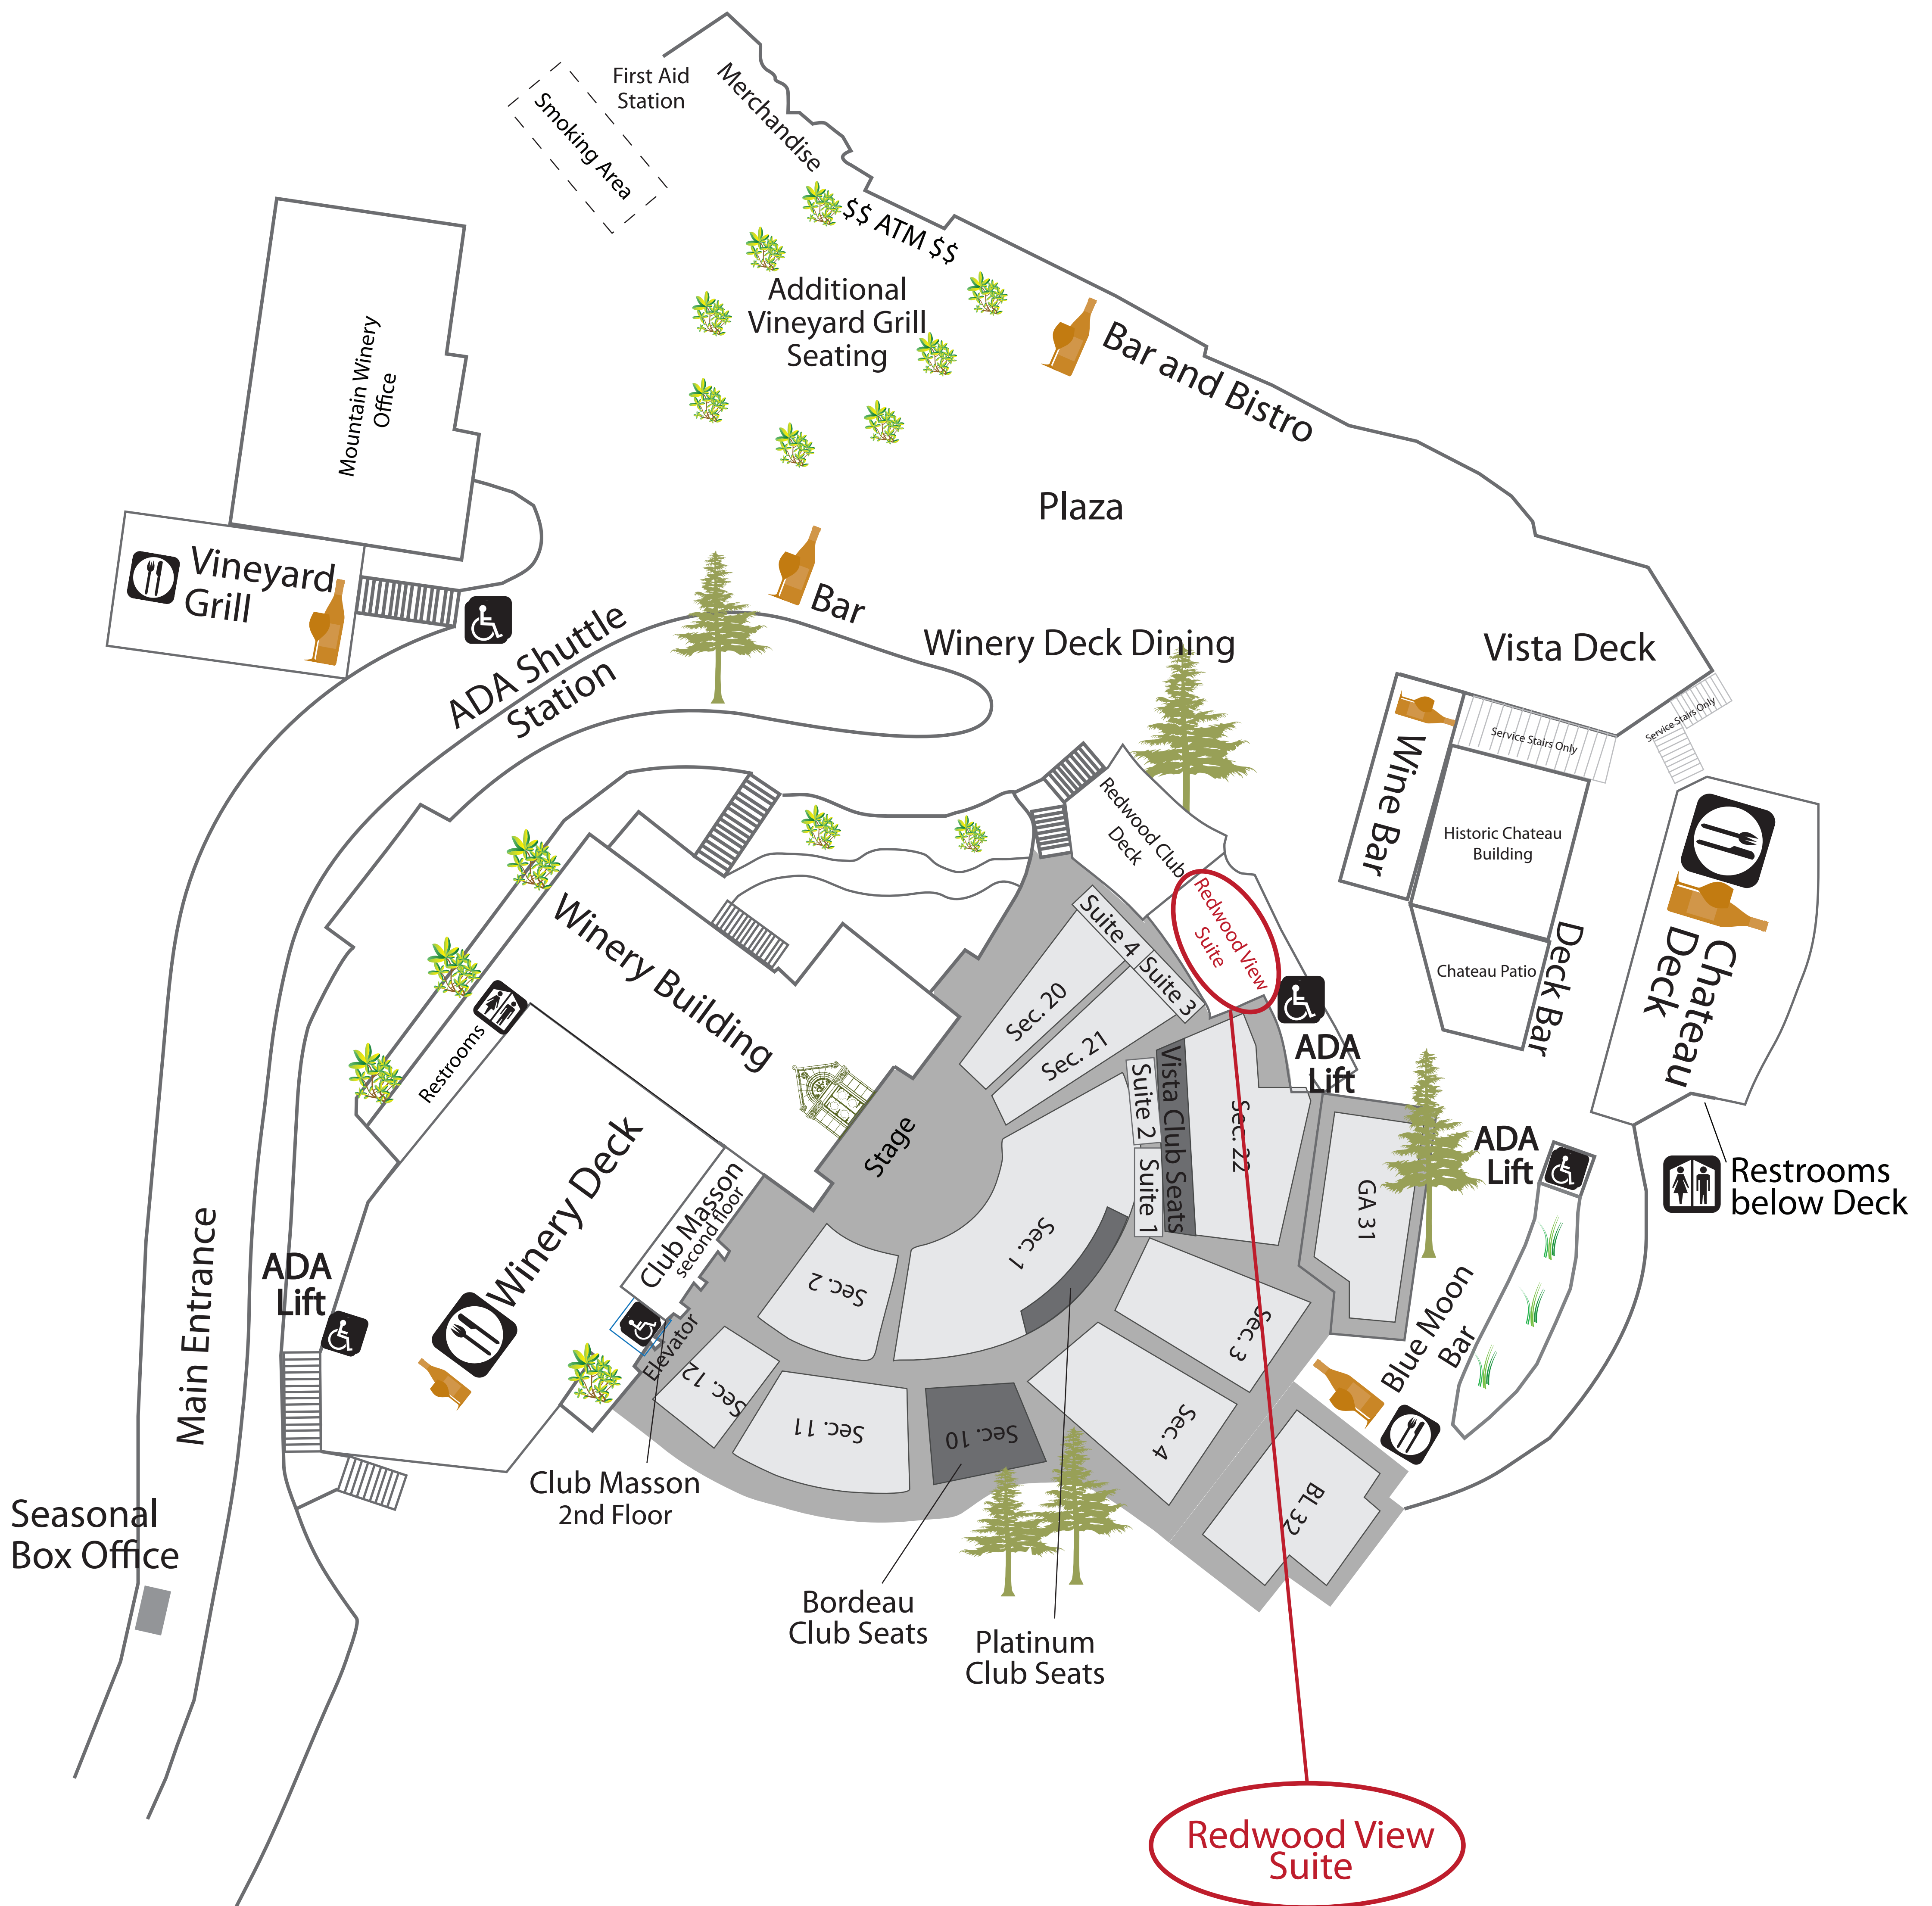 First Aid
Station
Merchandise
Smoking Area
$$ ATM $$
Additional
Vineyard Grill
Seating
Bar and Bistro
Mountain Winery
Office
Plaza
Vineyard
Grill
Bar
ADA Shuttle
Station
Winery Deck Dining
Vista Deck
Service Stairs Only
Service Stairs Only
Wine Bar
Historic Chateau
Building
Chateau Patio
Deck Bar
Chateau
Deck
Redwood Club
Deck
Redwood View
Suite
Suite 4
Suite 3
Sec. 20
Sec. 21
Winery Building
Restrooms
ADA
Lift
Suite 2
Suite 1
Vista Club Seats
Sec. 22
GA 31
ADA
Lift
Restrooms
below Deck
Stage
Winery Deck
Club Masson
second floor
Elevator
Sec. 1
Sec. 2
Sec. 3
Sec. 4
Sec. 10
Sec. 11
Sec. 12
Blue Moon
Bar
BL 32
ADA
Lift
Main Entrance
Club Masson
2nd Floor
Seasonal
Box Office
Bordeau
Club Seats
Platinum
Club Seats
Redwood View
Suite